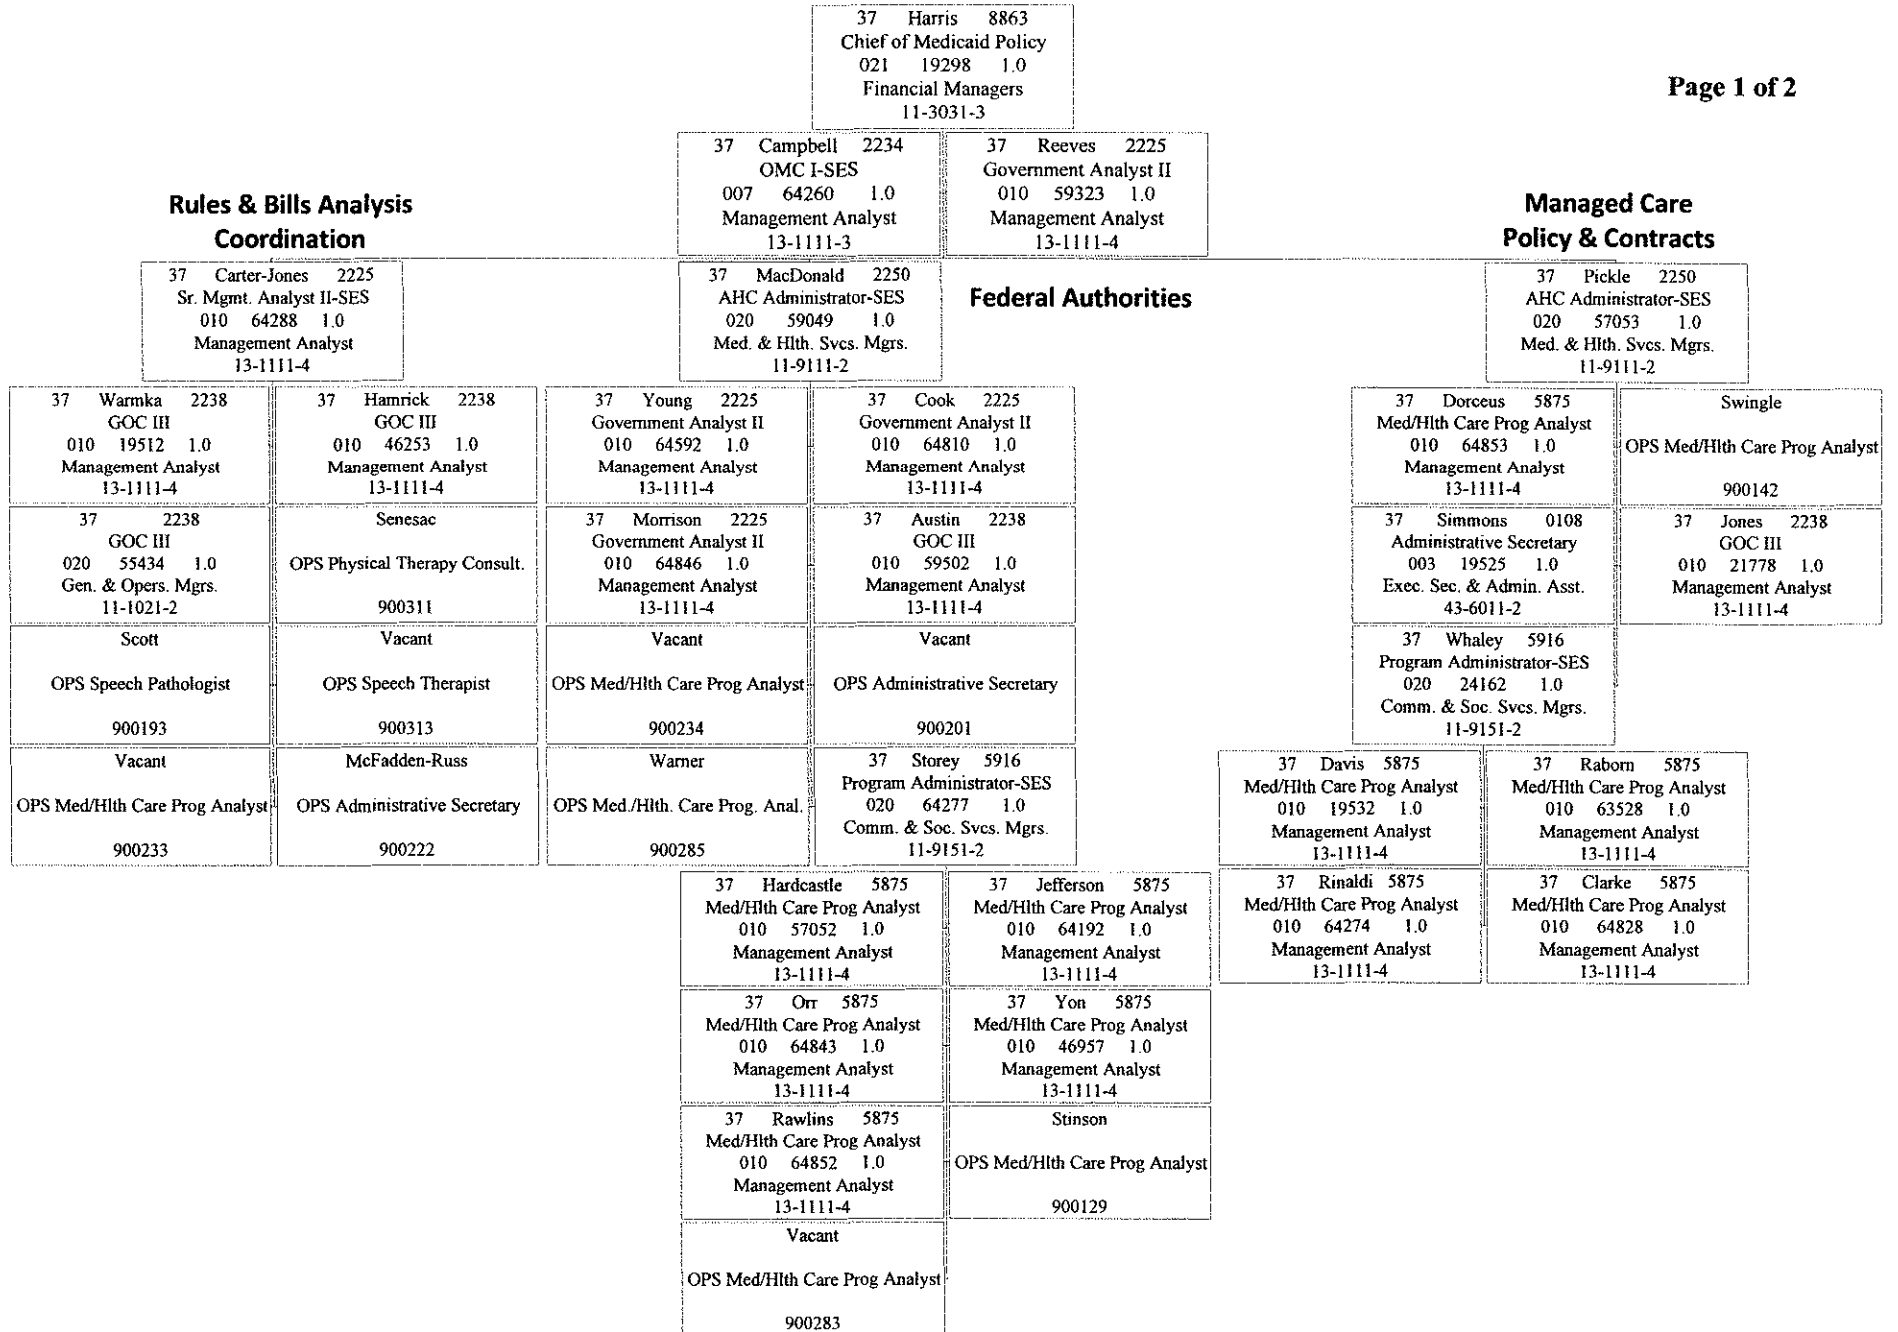 37 Harris 8863
Chief of Medicaid Policy
021 19298 1.0
Financial Managers
11-3031-3
Page 1 of 2
37 Campbell 2234
OMC I-SES
007 64260 1.0
Management Analyst
13-1111-3
37 Reeves 2225
Government Analyst II
010 59323 1.0
Management Analyst
13-1111-4
Rules & Bills Analysis
Coordination
37 Carter-Jones 2225
Sr. Mgmt. Analyst II-SES
010 64288 1.0
Management Analyst
13-1111-4
37 Warmka 2238
GOC III
010 19512 1.0
Management Analyst
13-1111-4
37 Hamrick 2238
GOC III
010 46253 1.0
Management Analyst
13-1111-4
37 2238
GOC III
020 55434 1.0
Gen. & Opers. Mgrs.
11-1021-2
Senesac
OPS Physical Therapy Consult.
900311
Scott
OPS Speech Pathologist
900193
Vacant
OPS Speech Therapist
900313
Vacant
OPS Med/Hlth Care Prog Analyst
900233
McFadden-Russ
OPS Administrative Secretary
900222
Federal Authorities
37 MacDonald 2250
AHC Administrator-SES
020 59049 1.0
Med. & Hlth. Svcs. Mgrs.
11-9111-2
37 Young 2225
Government Analyst II
010 64592 1.0
Management Analyst
13-1111-4
37 Cook 2225
Government Analyst II
010 64810 1.0
Management Analyst
13-1111-4
37 Morrison 2225
Government Analyst II
010 64846 1.0
Management Analyst
13-1111-4
37 Austin 2238
GOC III
010 59502 1.0
Management Analyst
13-1111-4
Vacant
OPS Med/Hlth Care Prog Analyst
900234
Vacant
OPS Administrative Secretary
900201
Warner
OPS Med./Hlth. Care Prog. Anal.
900285
37 Storey 5916
Program Administrator-SES
020 64277 1.0
Comm. & Soc. Svcs. Mgrs.
11-9151-2
37 Hardcastle 5875
Med/Hlth Care Prog Analyst
010 57052 1.0
Management Analyst
13-1111-4
37 Jefferson 5875
Med/Hlth Care Prog Analyst
010 64192 1.0
Management Analyst
13-1111-4
37 Orr 5875
Med/Hlth Care Prog Analyst
010 64843 1.0
Management Analyst
13-1111-4
37 Yon 5875
Med/Hlth Care Prog Analyst
010 46957 1.0
Management Analyst
13-1111-4
37 Rawlins 5875
Med/Hlth Care Prog Analyst
010 64852 1.0
Management Analyst
13-1111-4
Stinson
OPS Med/Hlth Care Prog Analyst
900129
Vacant
OPS Med/Hlth Care Prog Analyst
900283
Managed Care
Policy & Contracts
37 Pickle 2250
AHC Administrator-SES
020 57053 1.0
Med. & Hlth. Svcs. Mgrs.
11-9111-2
37 Dorceus 5875
Med/Hlth Care Prog Analyst
010 64853 1.0
Management Analyst
13-1111-4
Swingle
OPS Med/Hlth Care Prog Analyst
900142
37 Simmons 0108
Administrative Secretary
003 19525 1.0
Exec. Sec. & Admin. Asst.
43-6011-2
37 Jones 2238
GOC III
010 21778 1.0
Management Analyst
13-1111-4
37 Whaley 5916
Program Administrator-SES
020 24162 1.0
Comm. & Soc. Svcs. Mgrs.
11-9151-2
37 Davis 5875
Med/Hlth Care Prog Analyst
010 19532 1.0
Management Analyst
13-1111-4
37 Raborn 5875
Med/Hlth Care Prog Analyst
010 63528 1.0
Management Analyst
13-1111-4
37 Rinaldi 5875
Med/Hlth Care Prog Analyst
010 64274 1.0
Management Analyst
13-1111-4
37 Clarke 5875
Med/Hlth Care Prog Analyst
010 64828 1.0
Management Analyst
13-1111-4